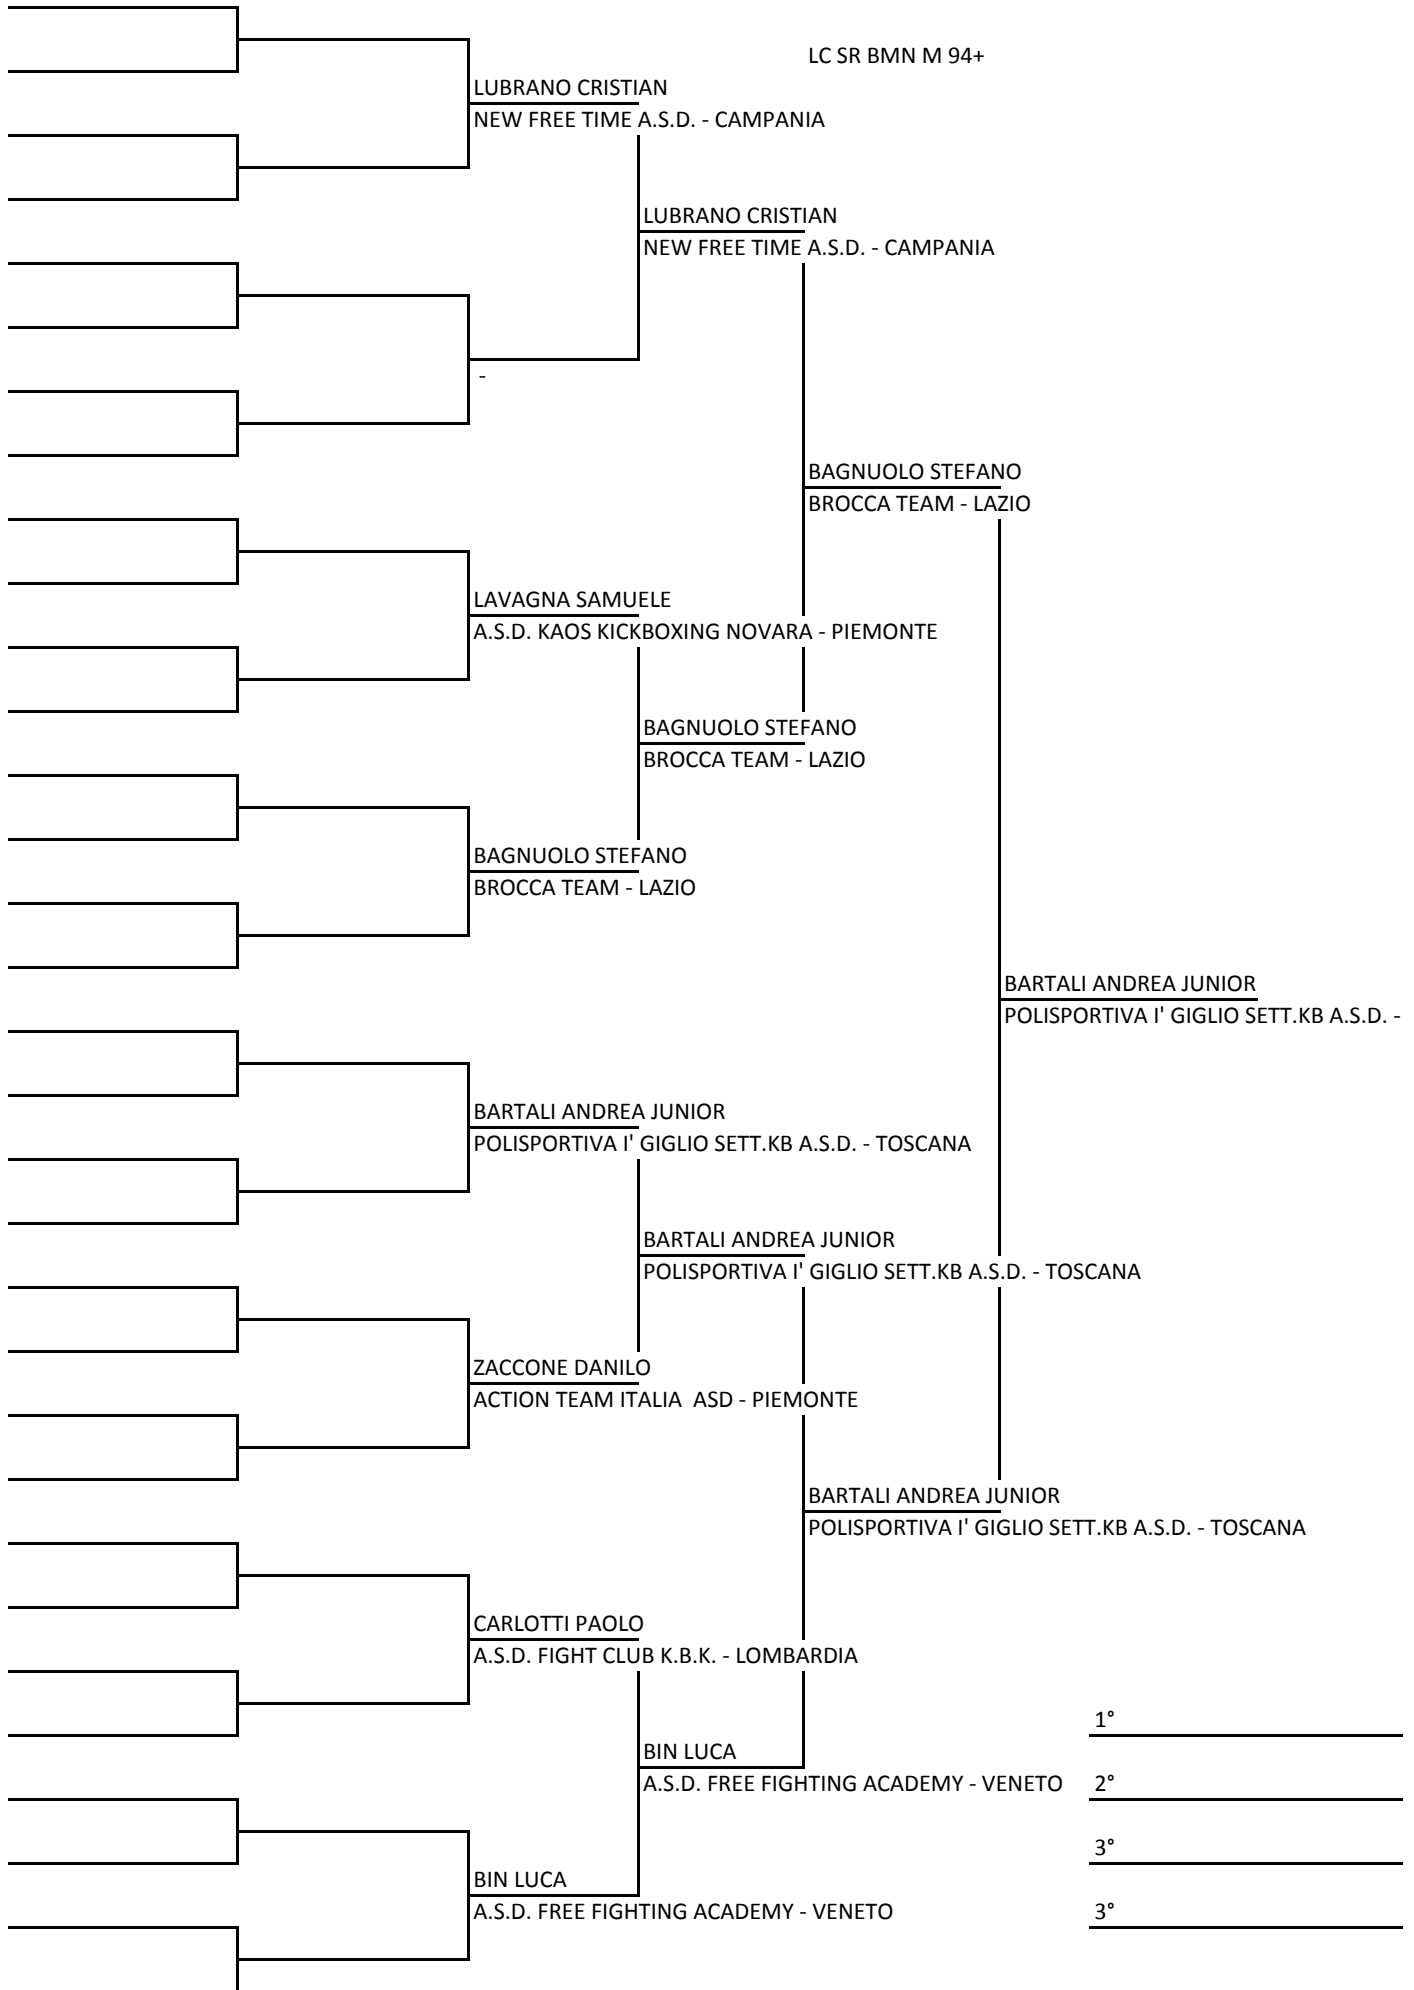 LC SR BMN M 94+
LUBRANO CRISTIAN
NEW FREE TIME A.S.D. - CAMPANIA
LUBRANO CRISTIAN
NEW FREE TIME A.S.D. - CAMPANIA
-
BAGNUOLO STEFANO
BROCCA TEAM - LAZIO
LAVAGNA SAMUELE
A.S.D. KAOS KICKBOXING NOVARA - PIEMONTE
BAGNUOLO STEFANO
BROCCA TEAM - LAZIO
BAGNUOLO STEFANO
BROCCA TEAM - LAZIO
BARTALI ANDREA JUNIOR
POLISPORTIVA I' GIGLIO SETT.KB A.S.D. -
BARTALI ANDREA JUNIOR
POLISPORTIVA I' GIGLIO SETT.KB A.S.D. - TOSCANA
BARTALI ANDREA JUNIOR
POLISPORTIVA I' GIGLIO SETT.KB A.S.D. - TOSCANA
ZACCONE DANILO
ACTION TEAM ITALIA  ASD - PIEMONTE
BARTALI ANDREA JUNIOR
POLISPORTIVA I' GIGLIO SETT.KB A.S.D. - TOSCANA
CARLOTTI PAOLO
A.S.D. FIGHT CLUB K.B.K. - LOMBARDIA
1°
BIN LUCA
A.S.D. FREE FIGHTING ACADEMY - VENETO
2°
3°
BIN LUCA
A.S.D. FREE FIGHTING ACADEMY - VENETO
3°